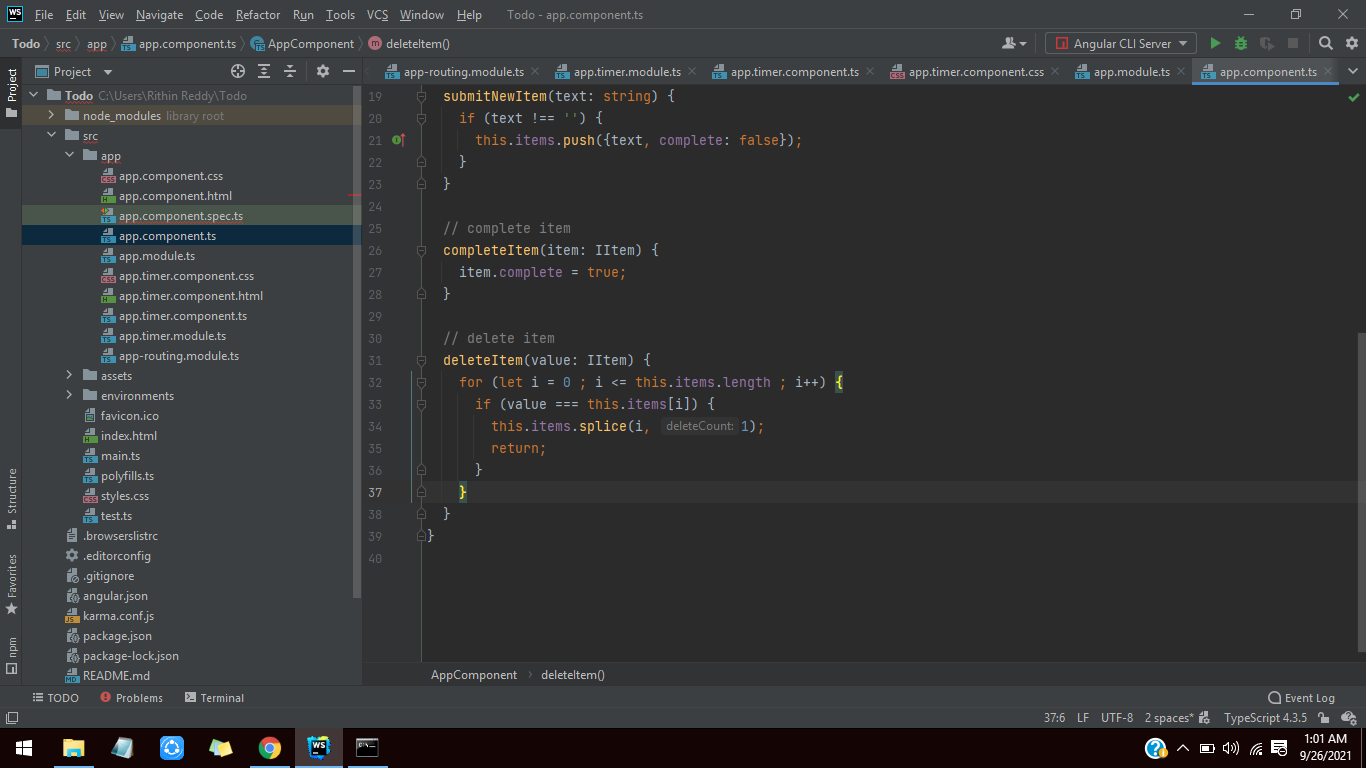 WS File Edit View Navigate Code Refactor Run Tools VCS Window Help Todo - app.component.ts
Todo src app app.component.ts AppComponent deleteItem() Angular CLI Server
Project app-routing.module.ts app.timer.module.ts app.timer.component.ts app.timer.component.css app.module.ts app.component.ts
Project
Todo C:\Users\Rithin Reddy\Todo
node_modules library root
src
app
app.component.css
app.component.html
app.component.spec.ts
app.component.ts
app.module.ts
app.timer.component.css
app.timer.component.html
app.timer.component.ts
app.timer.module.ts
app-routing.module.ts
assets
environments
favicon.ico
index.html
main.ts
polyfills.ts
styles.css
test.ts
.browserslistrc
.editorconfig
.gitignore
angular.json
karma.conf.js
package.json
package-lock.json
README.md
Structure
Favorites
npm
19 submitNewItem(text: string) {
20 if (text !== '') {
21 this.items.push({text, complete: false});
22 }
23 }
24
25 // complete item
26 completeItem(item: IItem) {
27 item.complete = true;
28 }
29
30 // delete item
31 deleteItem(value: IItem) {
32 for (let i = 0 ; i <= this.items.length ; i++) {
33 if (value === this.items[i]) {
34 this.items.splice(i, deleteCount: 1);
35 return;
36 }
37 }
38 }
39 }
40
AppComponent deleteItem()
TODO Problems Terminal Event Log
37:6 LF UTF-8 2 spaces* TypeScript 4.3.5
WS
1:01 AM
9/26/2021